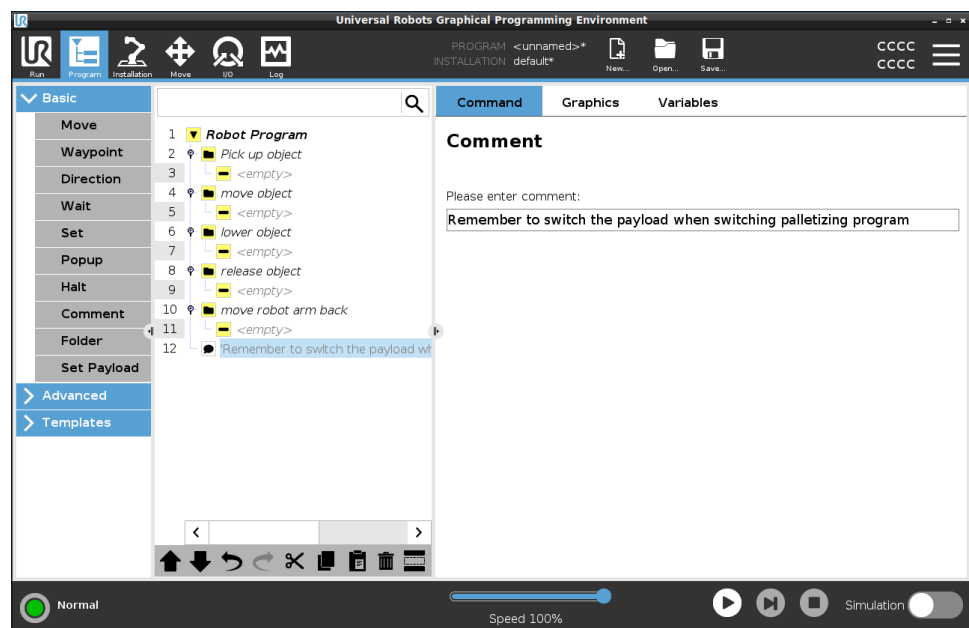 Universal Robots Graphical Programming Environment
PROGRAM <unnamed>*
INSTALLATION default*
CCCC
CCCC
Run
Program
Installation
Move
I/O
Log
New...
Open...
Save...
Basic
Move
Waypoint
Direction
Wait
Set
Popup
Halt
Comment
Folder
Set Payload
Advanced
Templates
1 Robot Program
2 Pick up object
3 <empty>
4 move object
5 <empty>
6 lower object
7 <empty>
8 release object
9 <empty>
10 move robot arm back
11 <empty>
12 'Remember to switch the payload wh
Command Graphics Variables
Comment
Please enter comment:
Remember to switch the payload when switching palletizing program
Normal
Speed 100%
Simulation